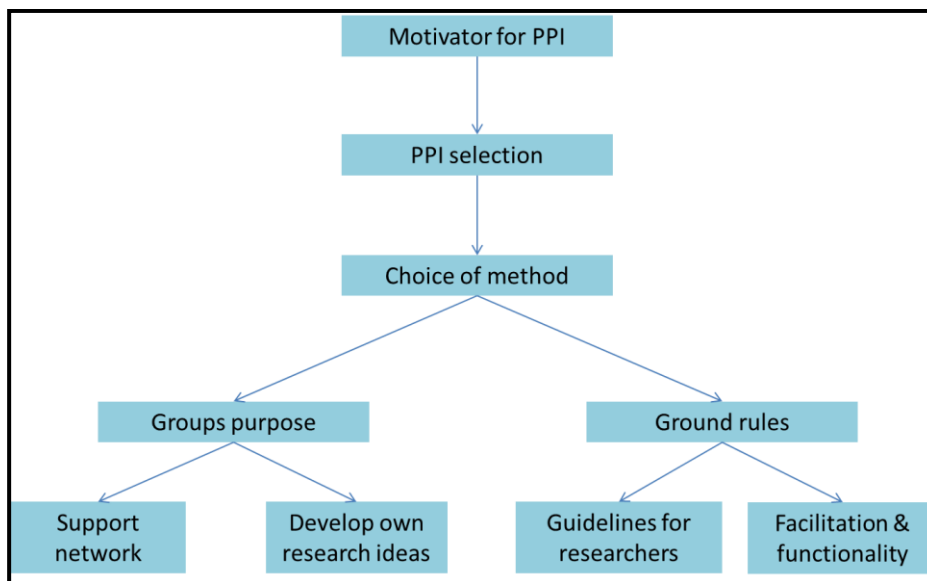 Motivator for PPI
PPI selection
Choice of method
Groups purpose
Ground rules
Support
network
Develop own
research ideas
Guidelines for
researchers
Facilitation &
functionality